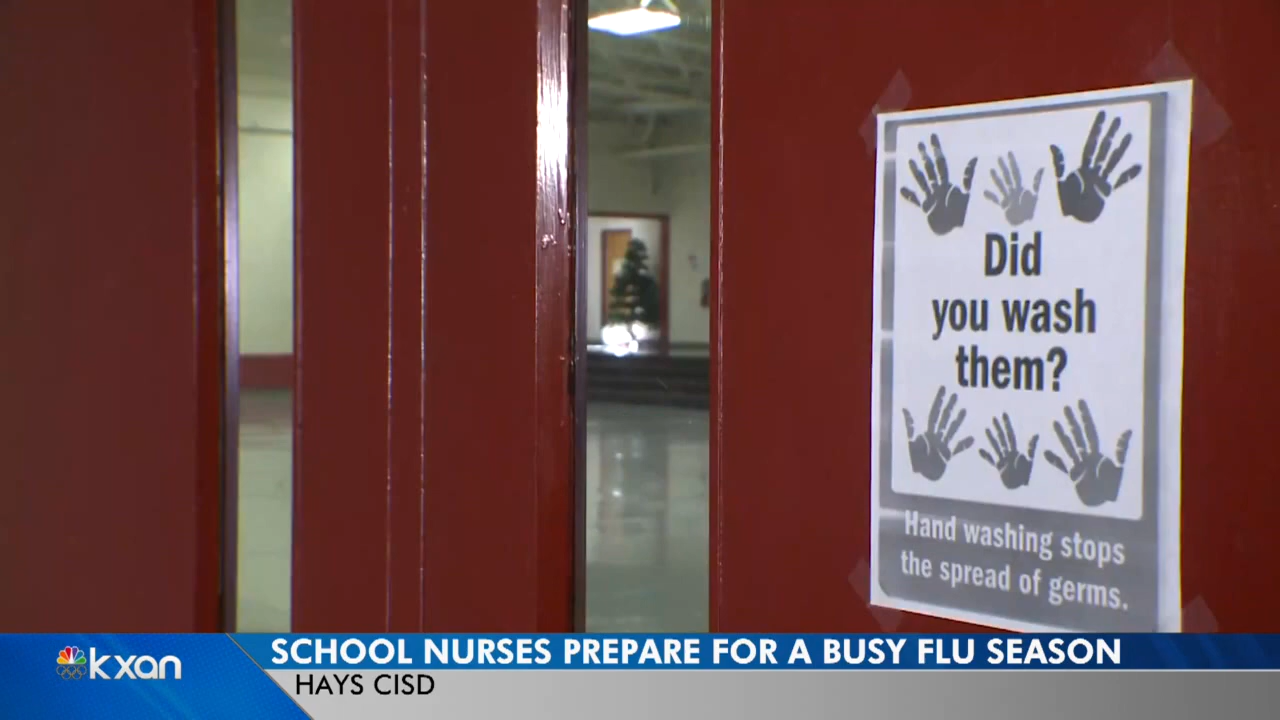 Did
you wash
them?
Hand washing stops
the spread of germs.
kxan
SCHOOL NURSES PREPARE FOR A BUSY FLU SEASON
HAYS CISD